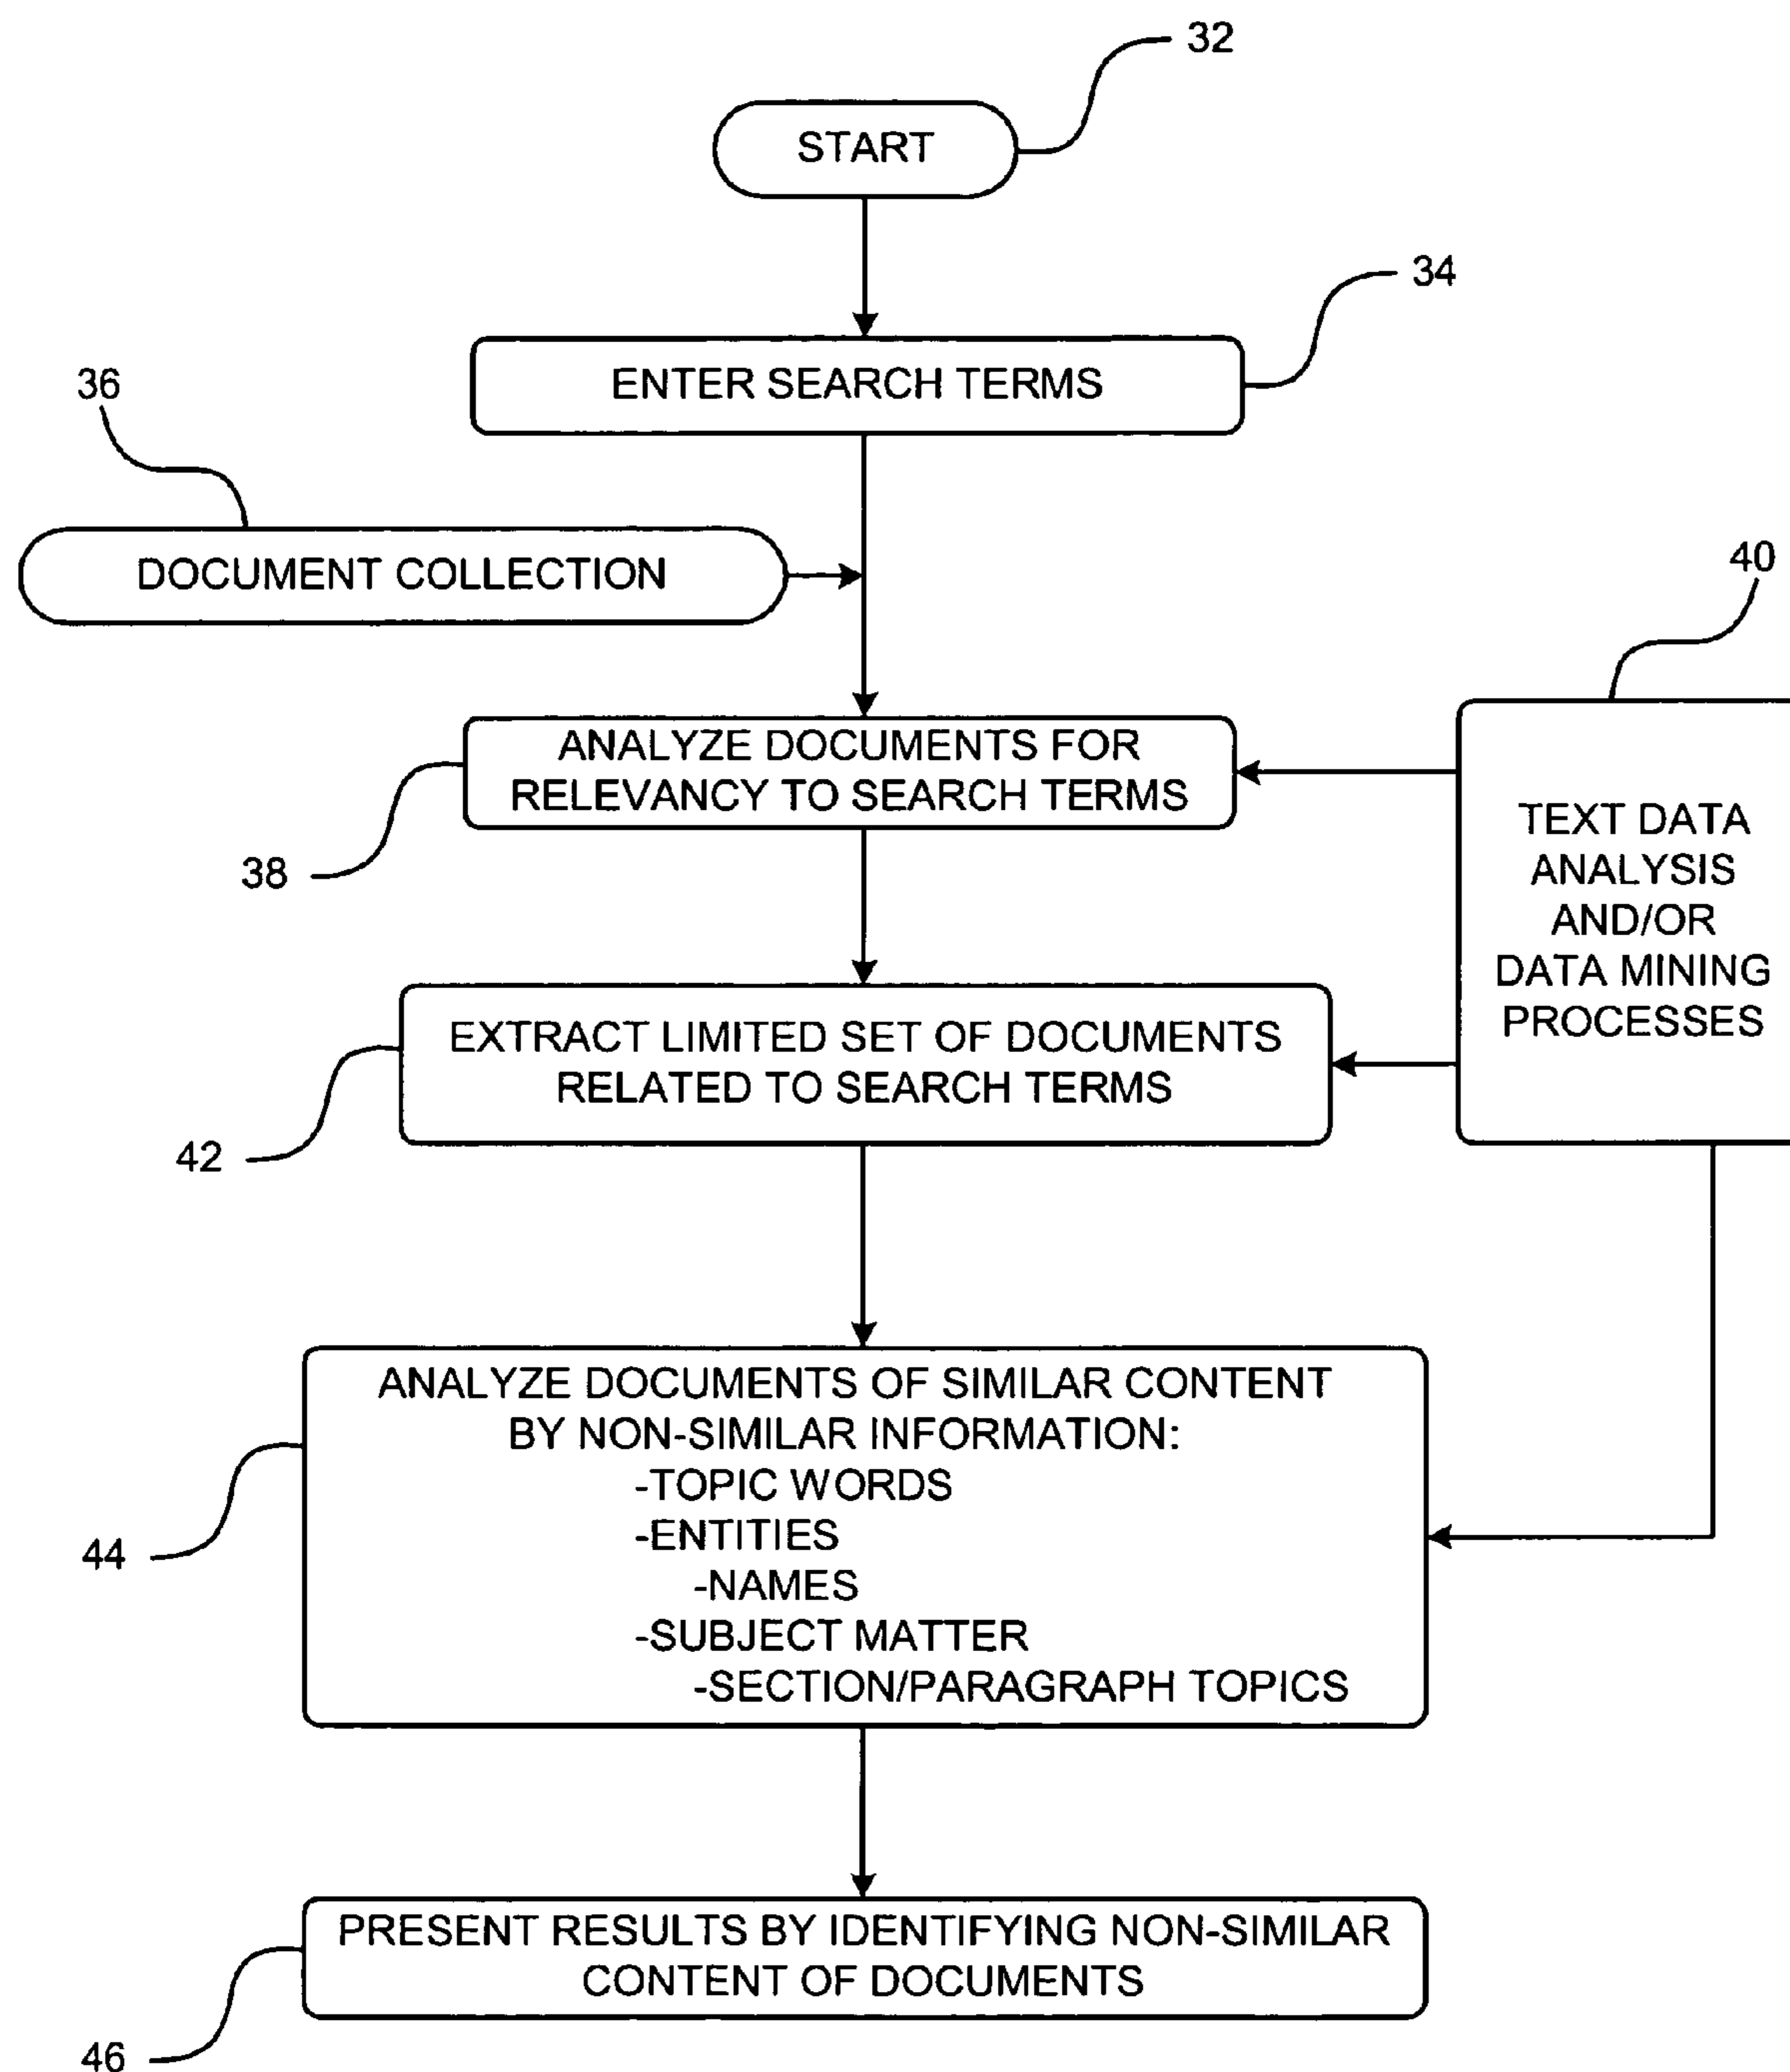 32
START
34
ENTER SEARCH TERMS
36
DOCUMENT COLLECTION
40
ANALYZE DOCUMENTS FOR
RELEVANCY TO SEARCH TERMS
38
TEXT DATA
ANALYSIS
AND/OR
DATA MINING
PROCESSES
EXTRACT LIMITED SET OF DOCUMENTS
RELATED TO SEARCH TERMS
42
ANALYZE DOCUMENTS OF SIMILAR CONTENT
BY NON-SIMILAR INFORMATION:
-TOPIC WORDS
-ENTITIES
-NAMES
-SUBJECT MATTER
-SECTION/PARAGRAPH TOPICS
44
PRESENT RESULTS BY IDENTIFYING NON-SIMILAR
CONTENT OF DOCUMENTS
46